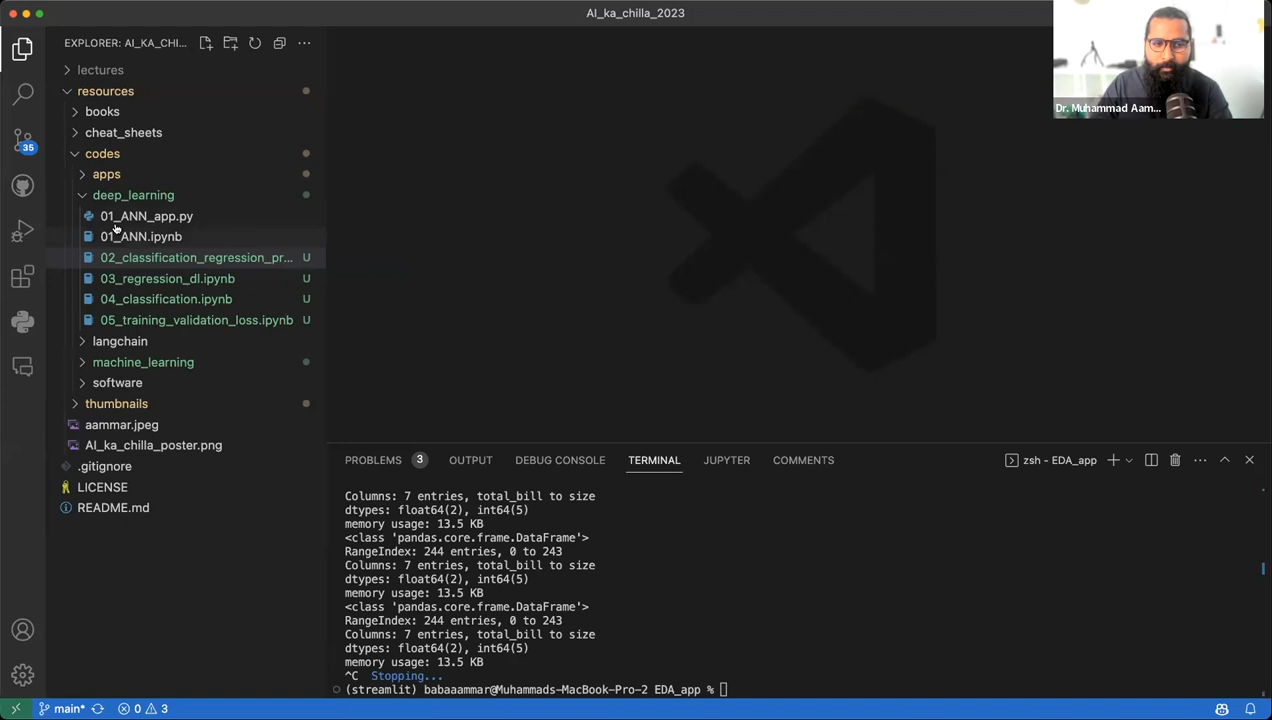 AI_ka_chilla_2023
EXPLORER: AI_KA_CHI...
lectures
resources
books
cheat_sheets
codes
apps
deep_learning
01_ANN_app.py
01_ANN.ipynb
02_classification_regression_pr... U
03_regression_dl.ipynb U
04_classification.ipynb U
05_training_validation_loss.ipynb U
langchain
machine_learning
software
thumbnails
aammar.jpeg
AI_ka_chilla_poster.png
.gitignore
LICENSE
README.md
35
Dr. Muhammad Aam...
PROBLEMS 3 OUTPUT DEBUG CONSOLE TERMINAL JUPYTER COMMENTS zsh - EDA_app
Columns: 7 entries, total_bill to size
dtypes: float64(2), int64(5)
memory usage: 13.5 KB
<class 'pandas.core.frame.DataFrame'>
RangeIndex: 244 entries, 0 to 243
Columns: 7 entries, total_bill to size
dtypes: float64(2), int64(5)
memory usage: 13.5 KB
<class 'pandas.core.frame.DataFrame'>
RangeIndex: 244 entries, 0 to 243
Columns: 7 entries, total_bill to size
dtypes: float64(2), int64(5)
memory usage: 13.5 KB
^C Stopping...
(streamlit) babaaammar@Muhammads-MacBook-Pro-2 EDA_app %
main* 0 3